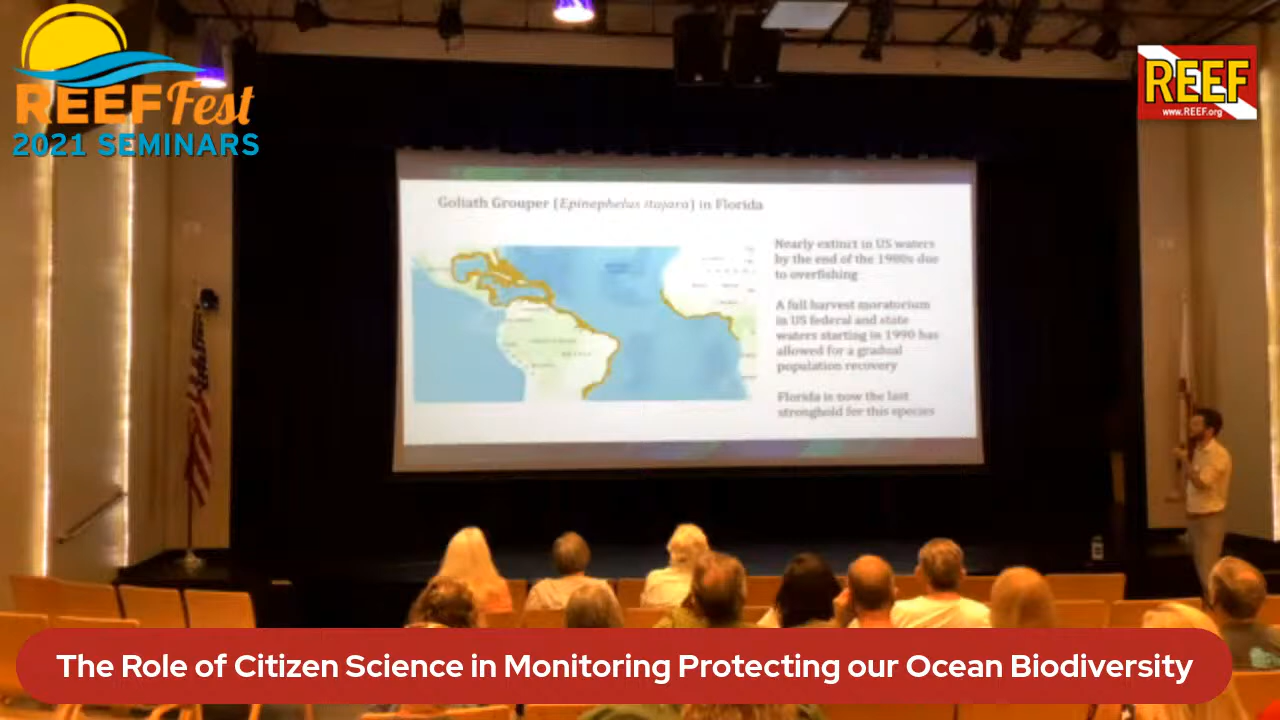 REEF Fest
2021 SEMINARS
REEF
www.REEF.org
Goliath Grouper (Epinephelus itajara) in Florida
Nearly extinct in US waters
by the end of the 1980s due
to overfishing
A full harvest moratorium
in US federal and state
waters starting in 1990 has
allowed for a gradual
population recovery
Florida is now the last
stronghold for this species
The Role of Citizen Science in Monitoring Protecting our Ocean Biodiversity